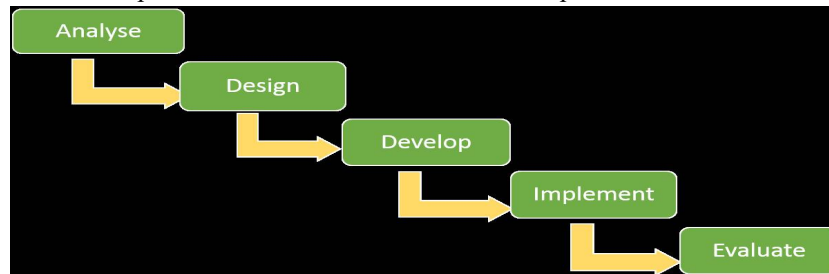 Analyse
Design
Develop
Implement
Evaluate